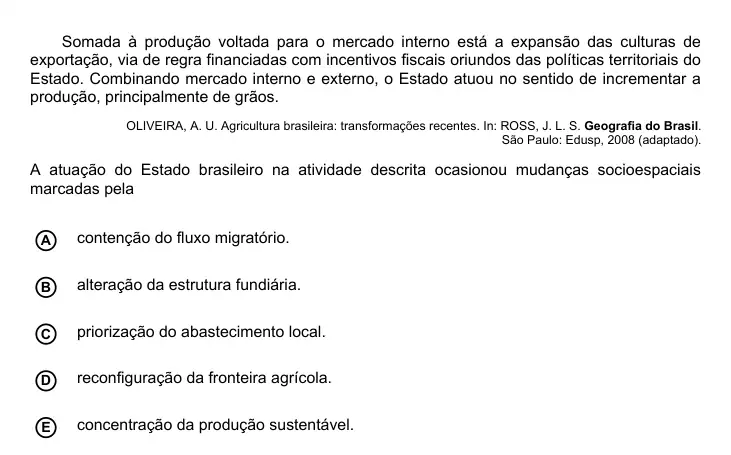 Somada à produção voltada para o mercado interno está a expansão das culturas de
exportação, via de regra financiadas com incentivos fiscais oriundos das políticas territoriais do
Estado. Combinando mercado interno e externo, o Estado atuou no sentido de incrementar a
produção, principalmente de grãos.
OLIVEIRA, A. U. Agricultura brasileira: transformações recentes. In: ROSS, J. L. S. Geografia do Brasil.
São Paulo: Edusp, 2008 (adaptado).
A atuação do Estado brasileiro na atividade descrita ocasionou mudanças socioespaciais
marcadas pela
A contenção do fluxo migratório.
B alteração da estrutura fundiária.
C priorização do abastecimento local.
D reconfiguração da fronteira agrícola.
E concentração da produção sustentável.